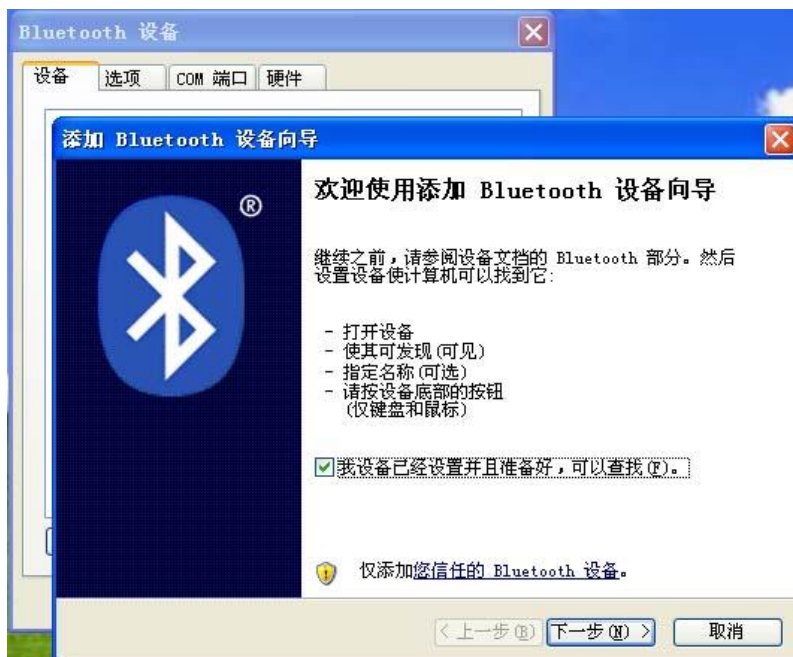 Bluetooth 设备
设备 选项 COM 端口 硬件
添加 Bluetooth 设备向导
®
欢迎使用添加 Bluetooth 设备向导
继续之前，请参阅设备文档的 Bluetooth 部分。然后
设置设备使计算机可以找到它:
- 打开设备
- 使其可发现(可见)
- 指定名称(可选)
- 请按设备底部的按钮
(仅键盘和鼠标)
我设备已经设置并且准备好，可以查找(F)。
仅添加您信任的 Bluetooth 设备。
< 上一步(B) 下一步(N) > 取消